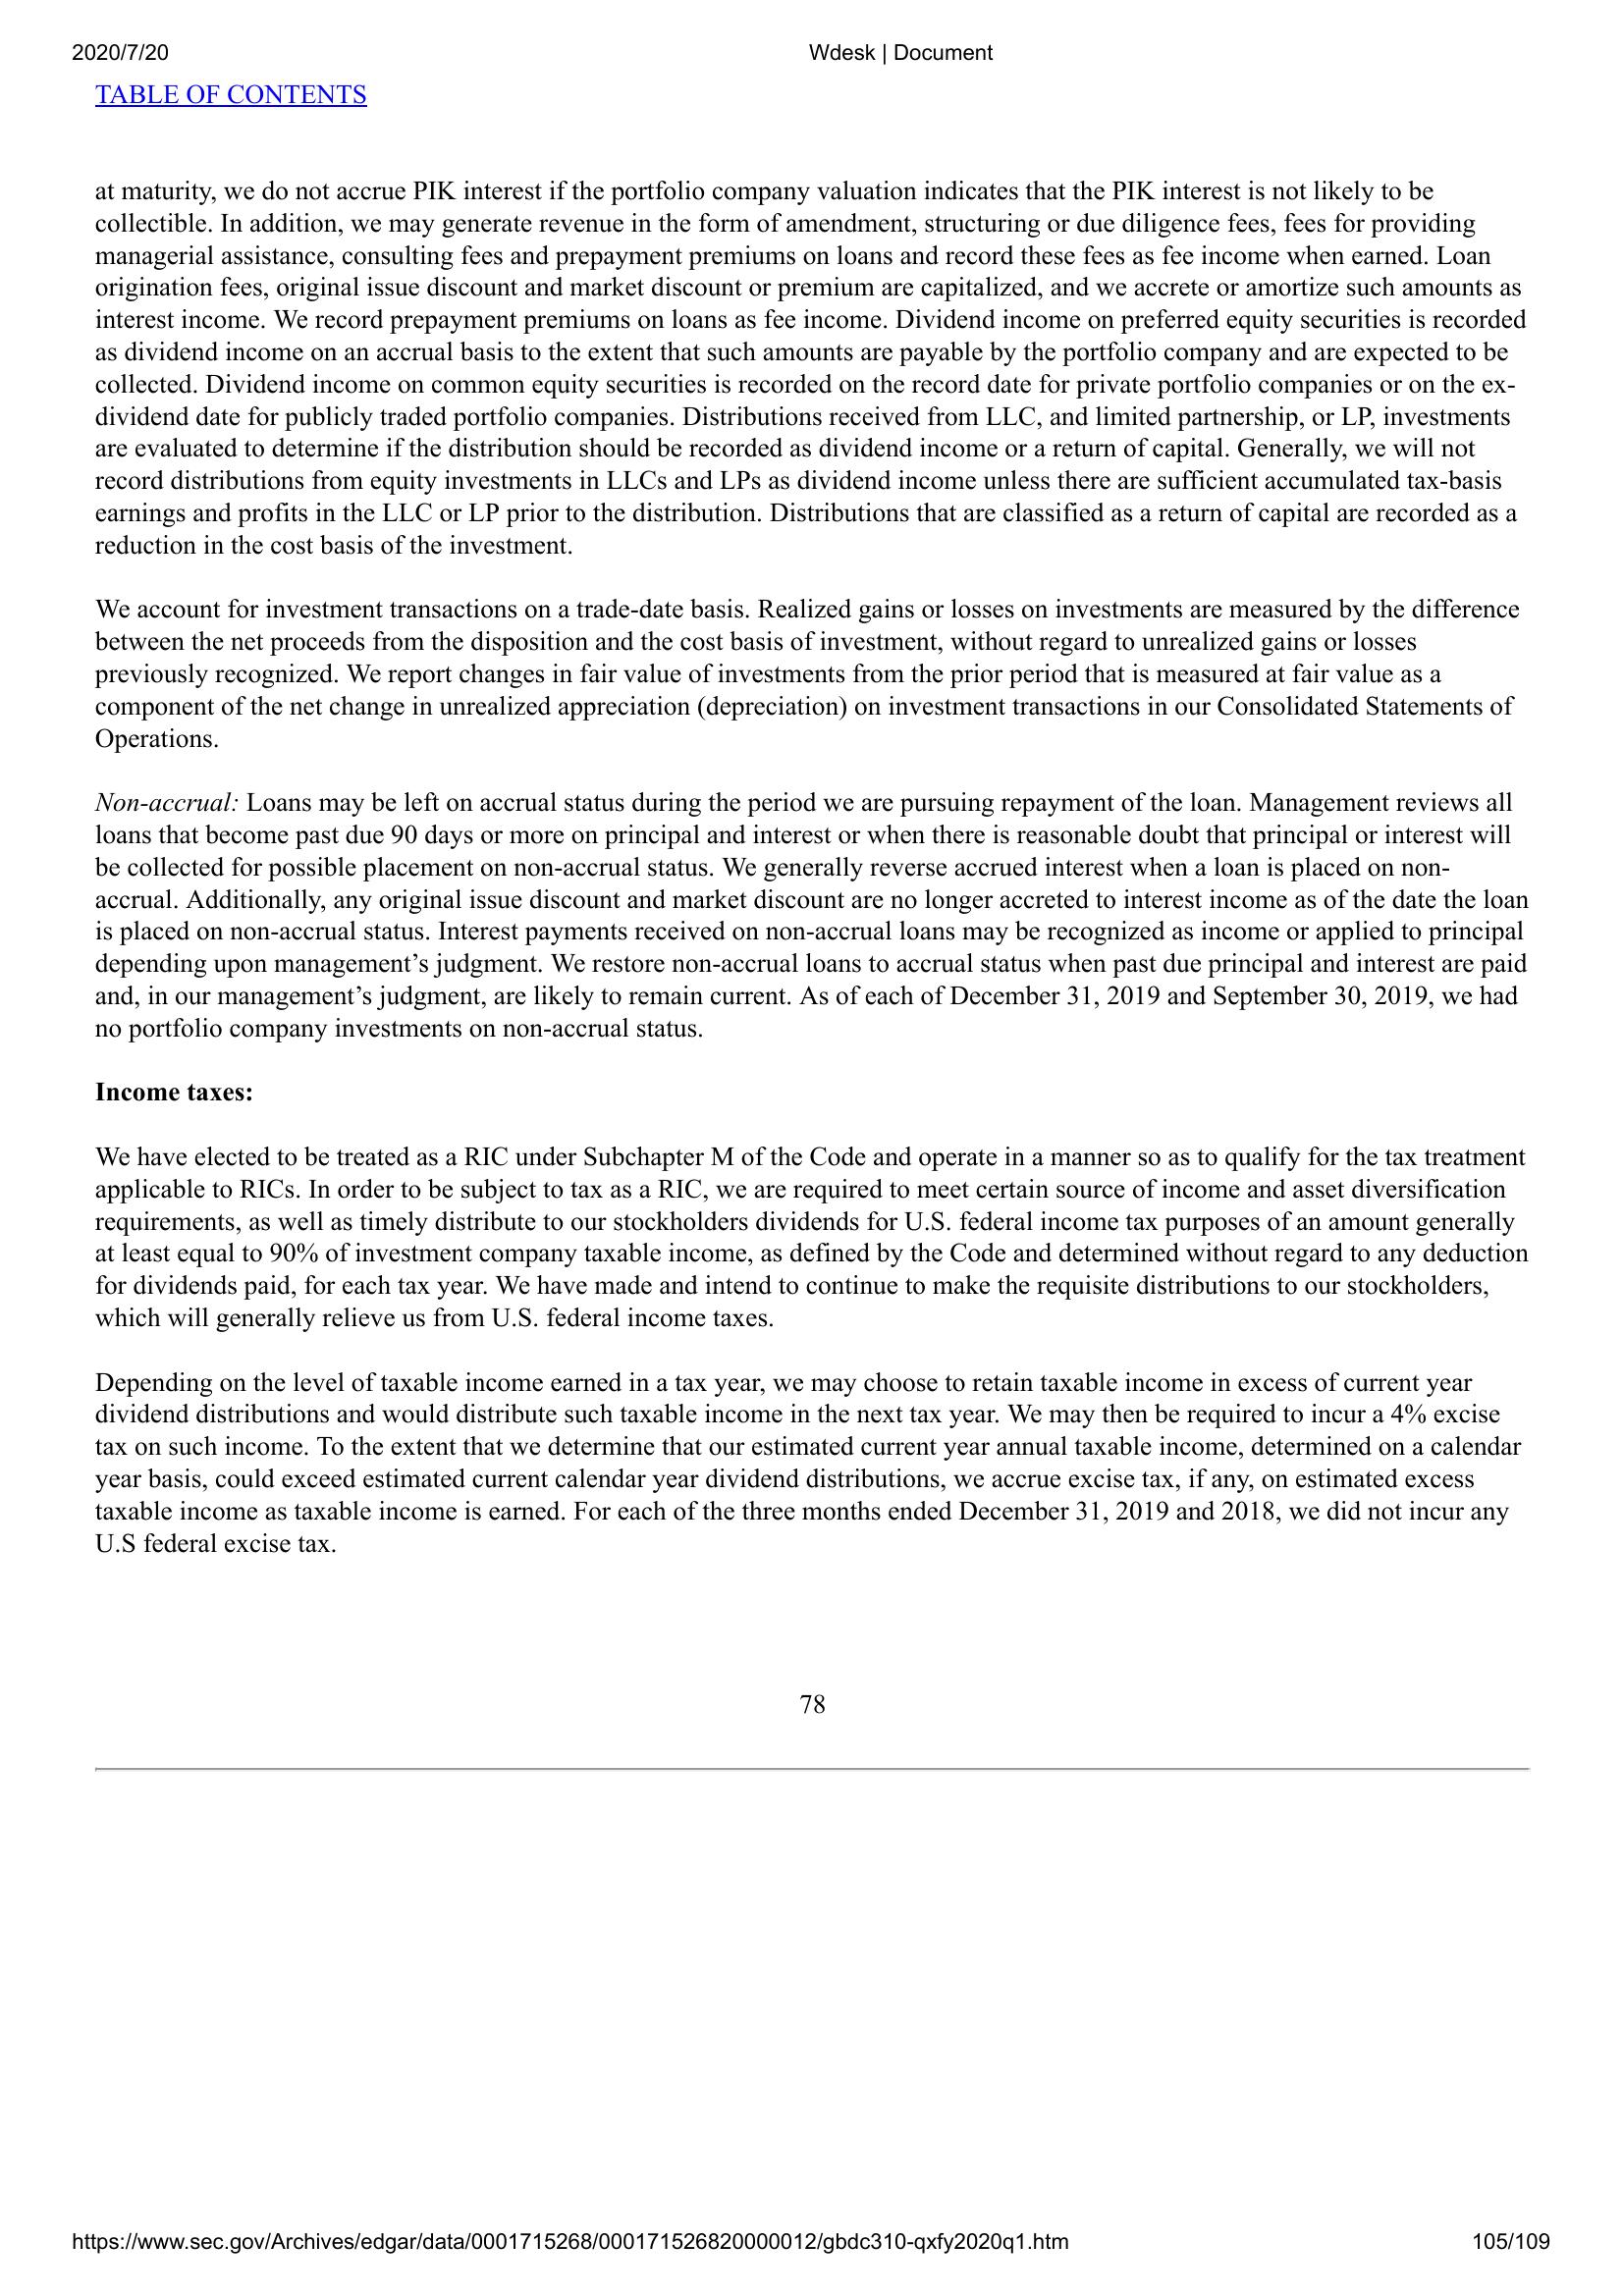 2020/7/20
Wdesk | Document
TABLE OF CONTENTS
at maturity, we do not accrue PIK interest if the portfolio company valuation indicates that the PIK interest is not likely to be
collectible. In addition, we may generate revenue in the form of amendment, structuring or due diligence fees, fees for providing
managerial assistance, consulting fees and prepayment premiums on loans and record these fees as fee income when earned. Loan
origination fees, original issue discount and market discount or premium are capitalized, and we accrete or amortize such amounts as
interest income. We record prepayment premiums on loans as fee income. Dividend income on preferred equity securities is recorded
as dividend income on an accrual basis to the extent that such amounts are payable by the portfolio company and are expected to be
collected. Dividend income on common equity securities is recorded on the record date for private portfolio companies or on the ex-
dividend date for publicly traded portfolio companies. Distributions received from LLC, and limited partnership, or LP, investments
are evaluated to determine if the distribution should be recorded as dividend income or a return of capital. Generally, we will not
record distributions from equity investments in LLCs and LPs as dividend income unless there are sufficient accumulated tax-basis
earnings and profits in the LLC or LP prior to the distribution. Distributions that are classified as a return of capital are recorded as a
reduction in the cost basis of the investment.
We account for investment transactions on a trade-date basis. Realized gains or losses on investments are measured by the difference
between the net proceeds from the disposition and the cost basis of investment, without regard to unrealized gains or losses
previously recognized. We report changes in fair value of investments from the prior period that is measured at fair value as a
component of the net change in unrealized appreciation (depreciation) on investment transactions in our Consolidated Statements of
Operations.
Non-accrual: Loans may be left on accrual status during the period we are pursuing repayment of the loan. Management reviews all
loans that become past due 90 days or more on principal and interest or when there is reasonable doubt that principal or interest will
be collected for possible placement on non-accrual status. We generally reverse accrued interest when a loan is placed on non-
accrual. Additionally, any original issue discount and market discount are no longer accreted to interest income as of the date the loan
is placed on non-accrual status. Interest payments received on non-accrual loans may be recognized as income or applied to principal
depending upon management’s judgment. We restore non-accrual loans to accrual status when past due principal and interest are paid
and, in our management’s judgment, are likely to remain current. As of each of December 31, 2019 and September 30, 2019, we had
no portfolio company investments on non-accrual status.
Income taxes:
We have elected to be treated as a RIC under Subchapter M of the Code and operate in a manner so as to qualify for the tax treatment
applicable to RICs. In order to be subject to tax as a RIC, we are required to meet certain source of income and asset diversification
requirements, as well as timely distribute to our stockholders dividends for U.S. federal income tax purposes of an amount generally
at least equal to 90% of investment company taxable income, as defined by the Code and determined without regard to any deduction
for dividends paid, for each tax year. We have made and intend to continue to make the requisite distributions to our stockholders,
which will generally relieve us from U.S. federal income taxes.
Depending on the level of taxable income earned in a tax year, we may choose to retain taxable income in excess of current year
dividend distributions and would distribute such taxable income in the next tax year. We may then be required to incur a 4% excise
tax on such income. To the extent that we determine that our estimated current year annual taxable income, determined on a calendar
year basis, could exceed estimated current calendar year dividend distributions, we accrue excise tax, if any, on estimated excess
taxable income as taxable income is earned. For each of the three months ended December 31, 2019 and 2018, we did not incur any
U.S federal excise tax.
78
https://www.sec.gov/Archives/edgar/data/0001715268/000171526820000012/gbdc310-qxfy2020q1.htm
105/109